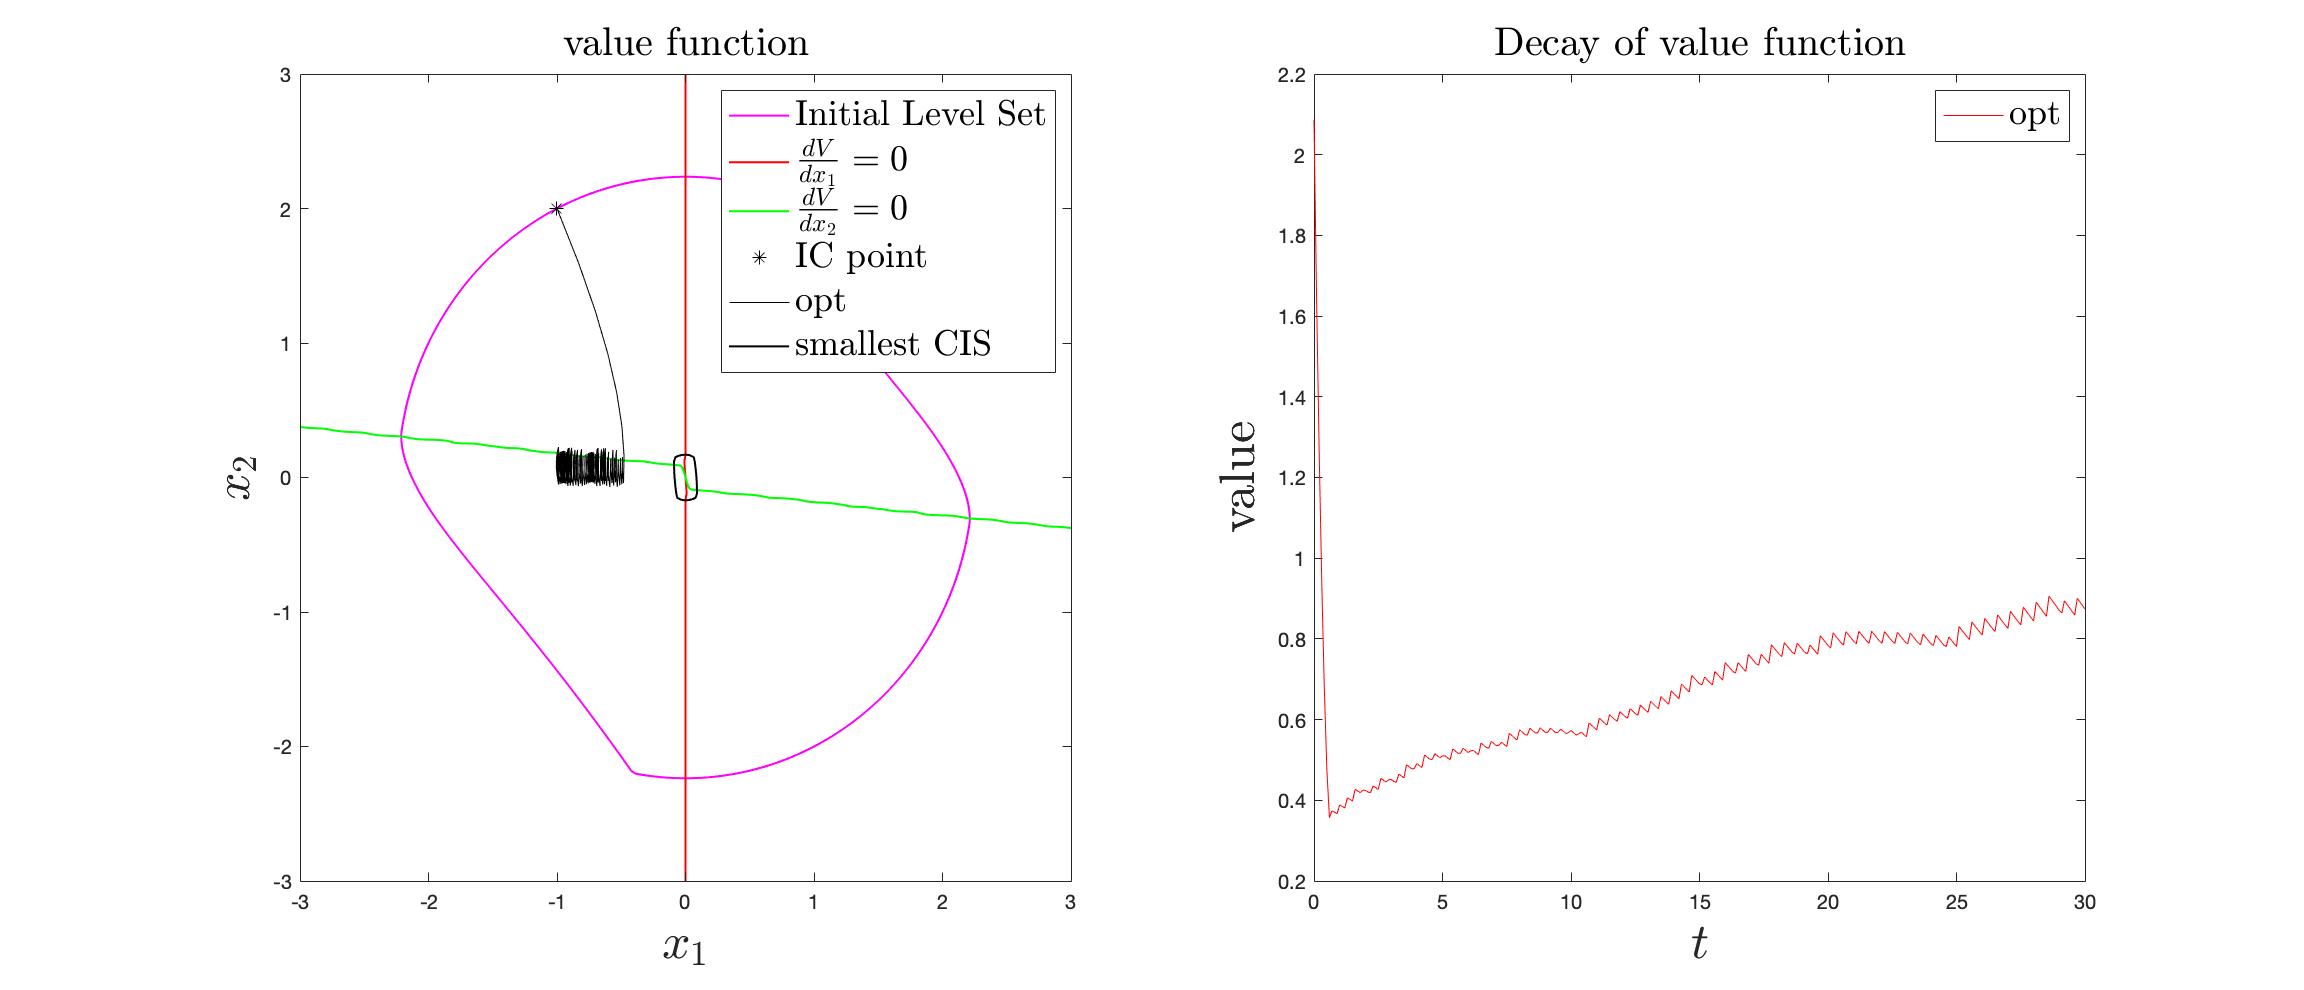 value function
3
2
1
0
-1
-2
-3
-3 -2 -1 0 1 2 3
x₂
x₁
Initial Level Set
dV/dx₁ = 0
dV/dx₂ = 0
IC point
opt
smallest CIS
Decay of value function
2.2
2
1.8
1.6
1.4
1.2
1
0.8
0.6
0.4
0.2
0 5 10 15 20 25 30
value
t
opt